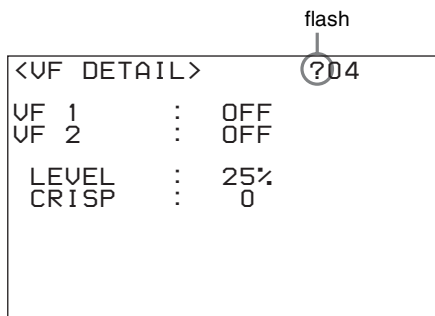 flash
<VF DETAIL> ?04
VF 1 : OFF
VF 2 : OFF
LEVEL : 25%
CRISP : 0